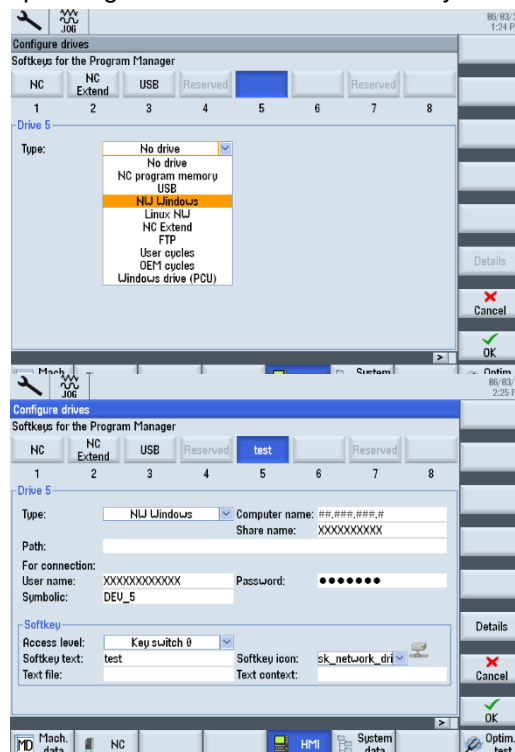 JOG
06/03/
1:24 P
Configure drives
Softkeys for the Program Manager
NC NC Extend USB Reserved Reserved
1 2 3 4 5 6 7 8
Drive 5
Type: No drive
No drive
NC program memory
USB
NW Windows
Linux NW
NC Extend
FTP
User cycles
OEM cycles
Windows drive (PCU)
Details
Cancel
OK
>
Mach. System Optim.
JOG
06/03/
2:25 P
Configure drives
Softkeys for the Program Manager
NC NC Extend USB Reserved test Reserved
1 2 3 4 5 6 7 8
Drive 5
Type: NW Windows Computer name: ##.###.###.#
Share name: XXXXXXXXXX
Path:
For connection:
User name: XXXXXXXXXXXX Password: ●●●●●●●
Symbolic: DEV_5
Softkey
Access level: Key switch 0
Softkey text: test Softkey icon: sk_network_dri
Text file: Text context:
Details
Cancel
OK
>
MD Mach. data NC HMI System data Optim. test